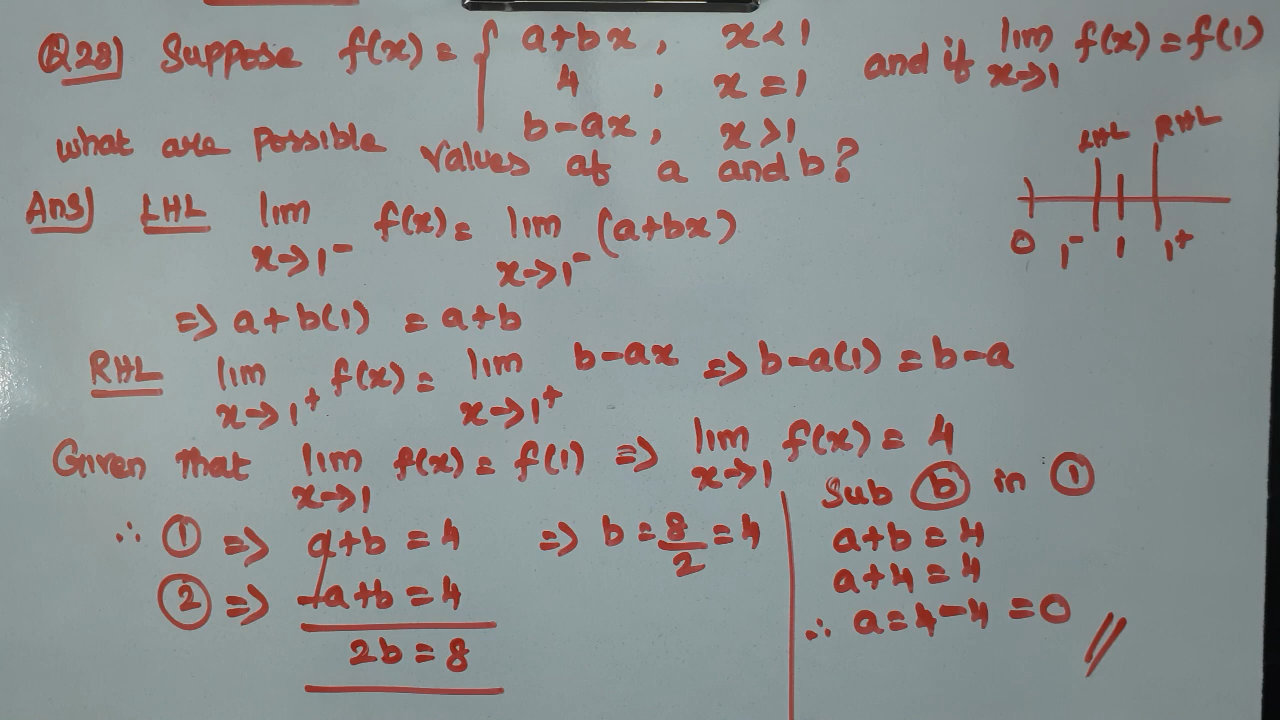 Q28) Suppose f(x) = { a+bx , x<1 and if lim x→1 f(x) = f(1)
4 , x = 1
b-ax , x>1
what are possible values of a and b?
LHL RHL
0 1⁻ 1 1⁺
Ans) LHL lim x→1⁻ f(x) = lim x→1⁻ (a+bx)
=> a+b(1) = a+b
RHL lim x→1⁺ f(x) = lim x→1⁺ b-ax => b-a(1) = b-a
Given that lim x→1 f(x) = f(1) => lim x→1 f(x) = 4
∴ ① => a+b = 4 => b = 8/2 = 4
② => -a+b = 4
2b = 8
Sub ⓑ in ①
a+b = 4
a+4 = 4
∴ a = 4-4 = 0 //